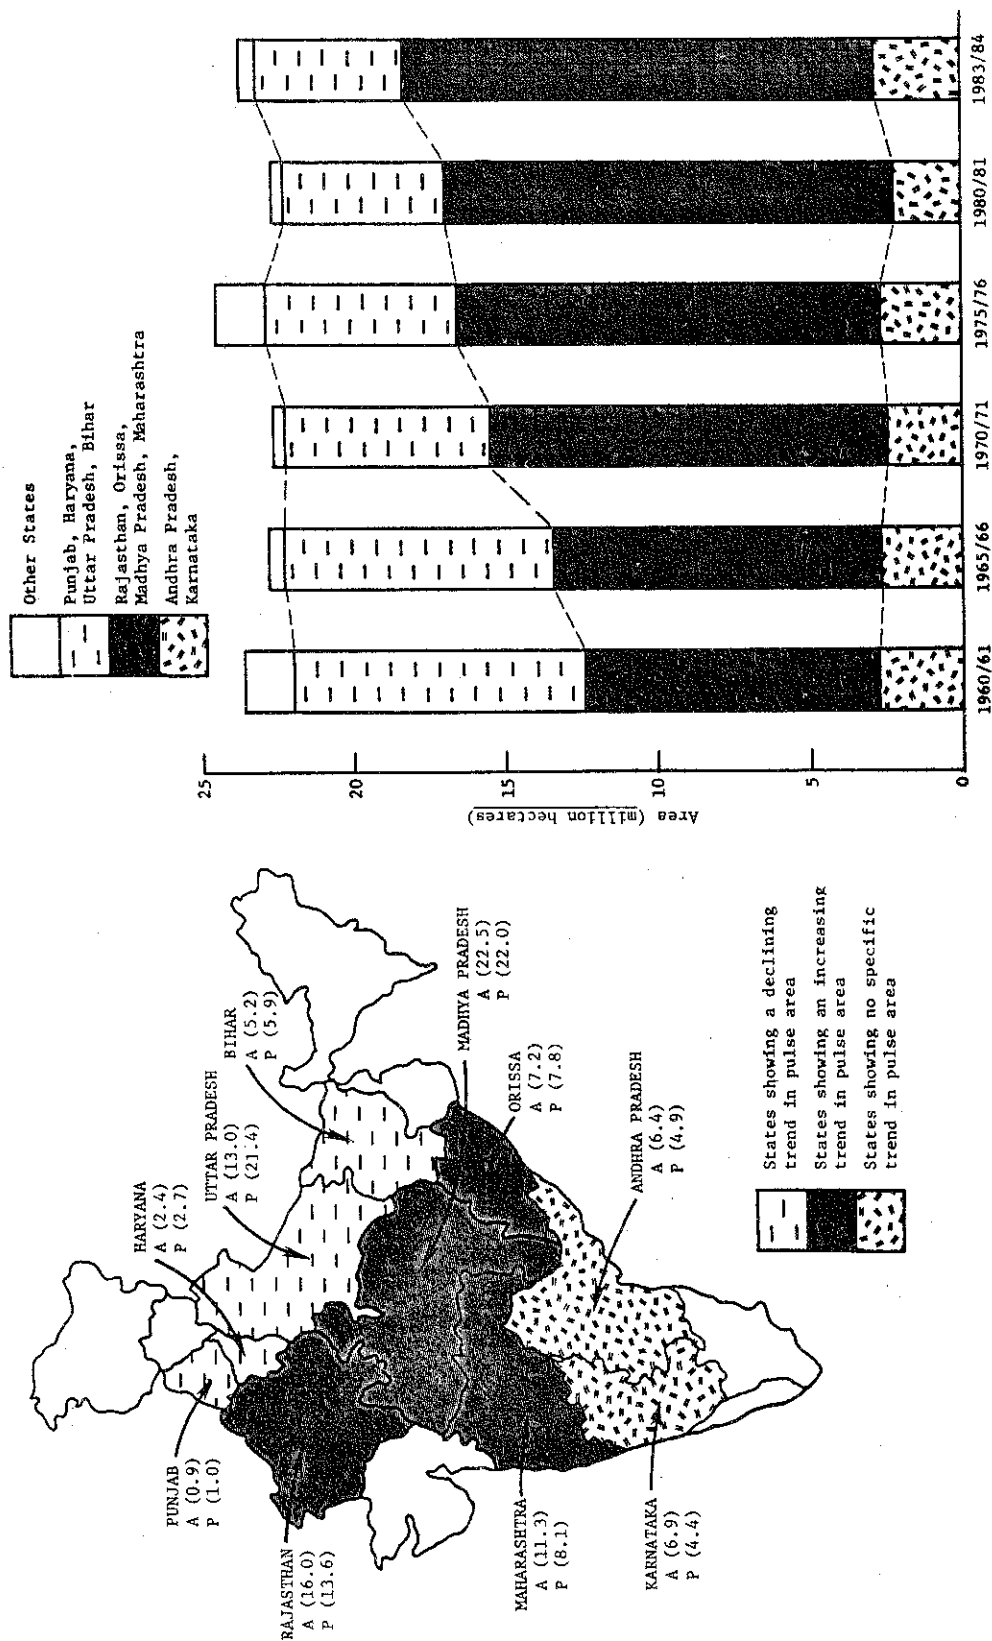 PUNJAB
A (0.9)
P (1.0)
HARYANA
A (2.4)
P (2.7)
UTTAR PRADESH
A (13.0)
P (21.4)
BIHAR
A (5.2)
P (5.9)
RAJASTHAN
A (16.0)
P (13.6)
MADHYA PRADESH
A (22.5)
P (22.0)
ORISSA
A (7.2)
P (7.8)
MAHARASHTRA
A (11.3)
P (8.1)
ANDHRA PRADESH
A (6.4)
P (4.9)
KARNATAKA
A (6.9)
P (4.4)
States showing a declining
trend in pulse area
States showing an increasing
trend in pulse area
States showing no specific
trend in pulse area
Other States
Punjab, Haryana,
Uttar Pradesh, Bihar
Rajasthan, Orissa,
Madhya Pradesh, Maharashtra
Andhra Pradesh,
Karnataka
Area (million hectares)
25
20
15
10
5
0
1960/61
1965/66
1970/71
1975/76
1980/81
1983/84